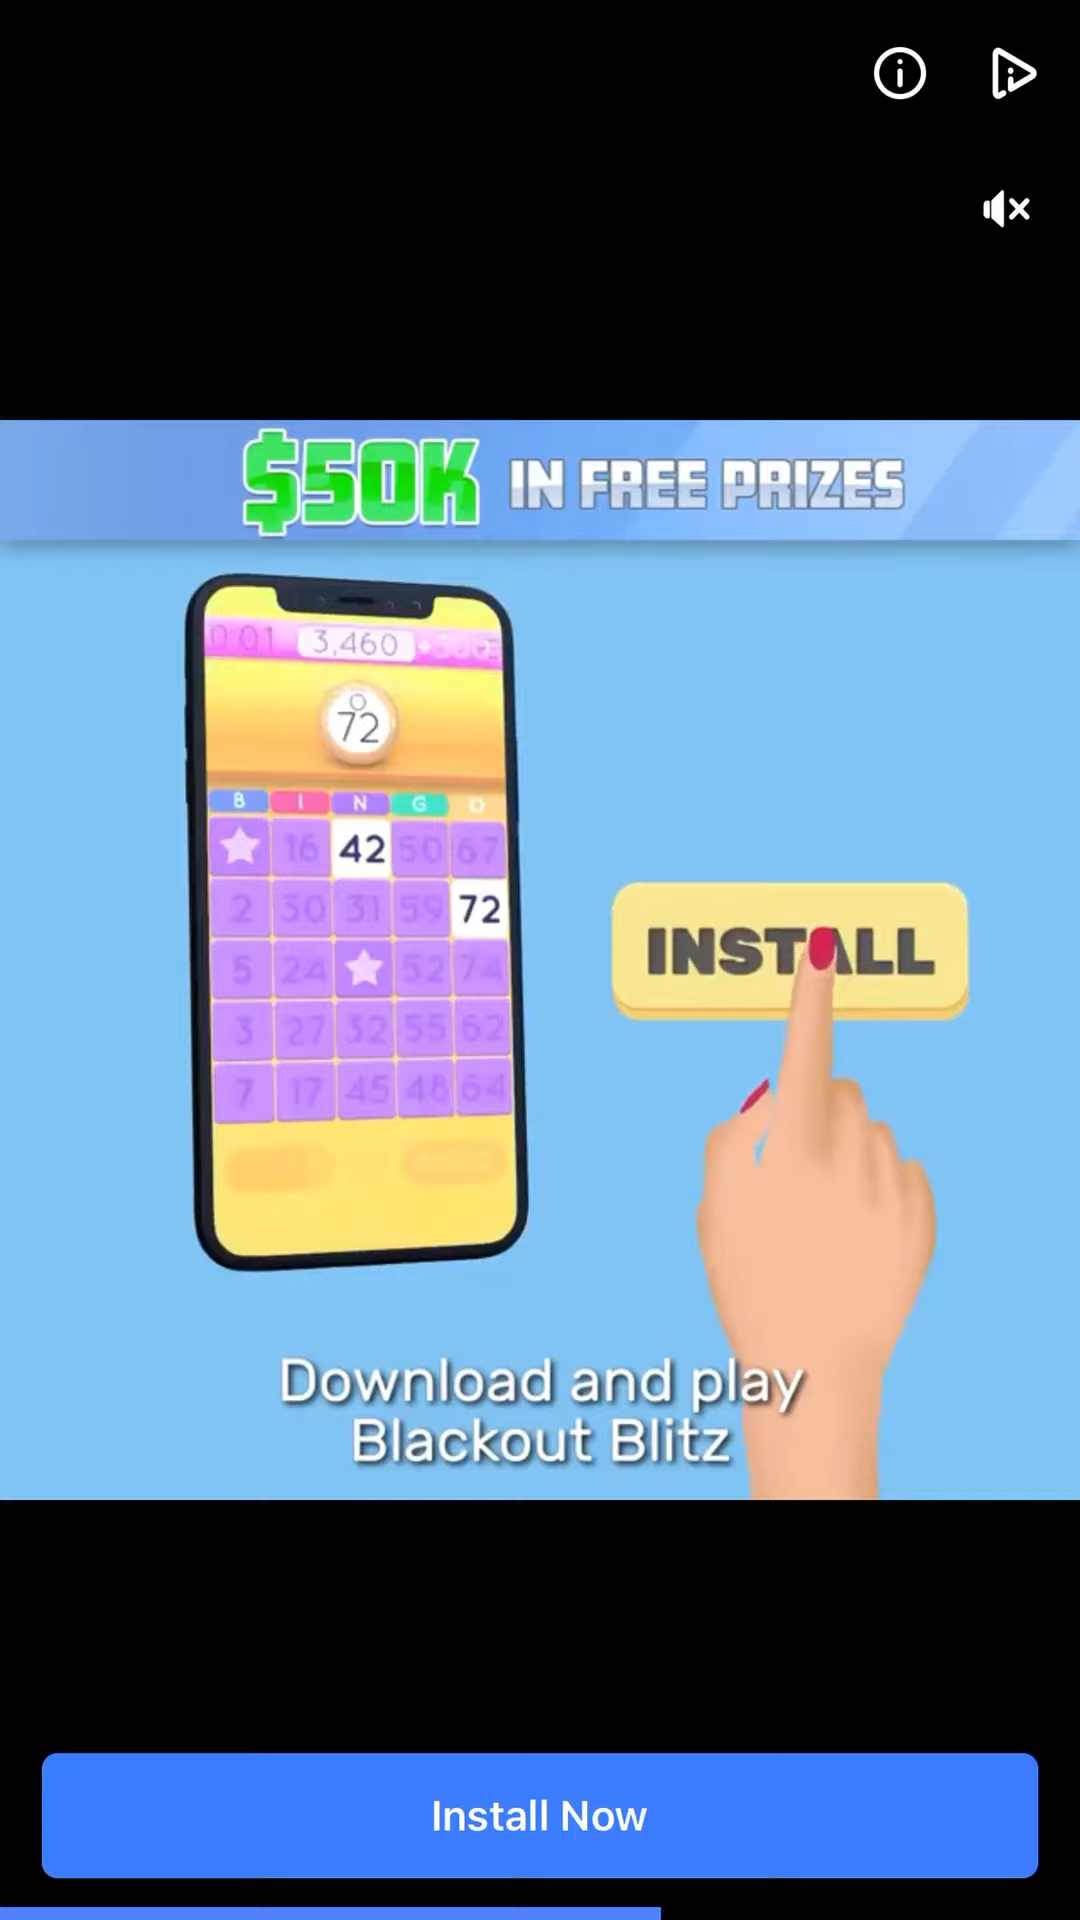 $50K IN FREE PRIZES
0:01 3,460
O
72
B I N G O
16 42 50 67
2 30 31 59 72
5 24 52 74
3 27 32 55 62
7 17 45 48 64
INSTALL
Download and play
Blackout Blitz
Install Now